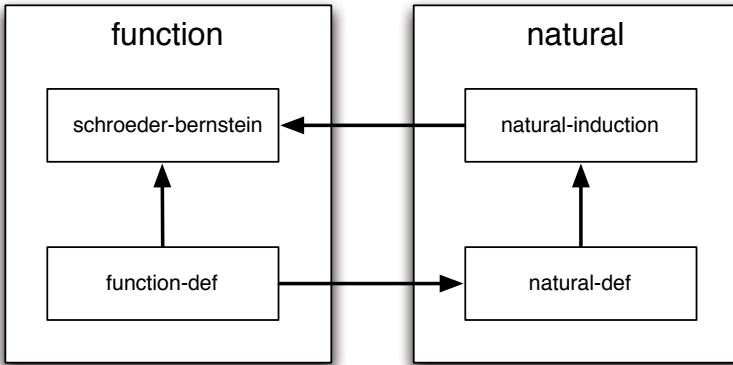 function
schroeder-bernstein
function-def
natural
natural-induction
natural-def